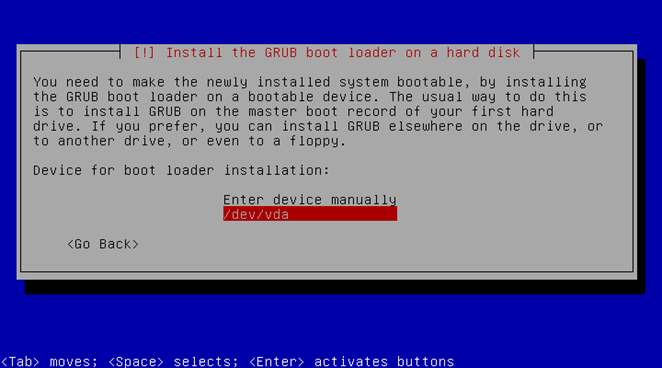 [!] Install the GRUB boot loader on a hard disk
You need to make the newly installed system bootable, by installing
the GRUB boot loader on a bootable device. The usual way to do this
is to install GRUB on the master boot record of your first hard
drive. If you prefer, you can install GRUB elsewhere on the drive, or
to another drive, or even to a floppy.
Device for boot loader installation:
Enter device manually
/dev/vda
<Go Back>
<Tab> moves; <Space> selects; <Enter> activates buttons